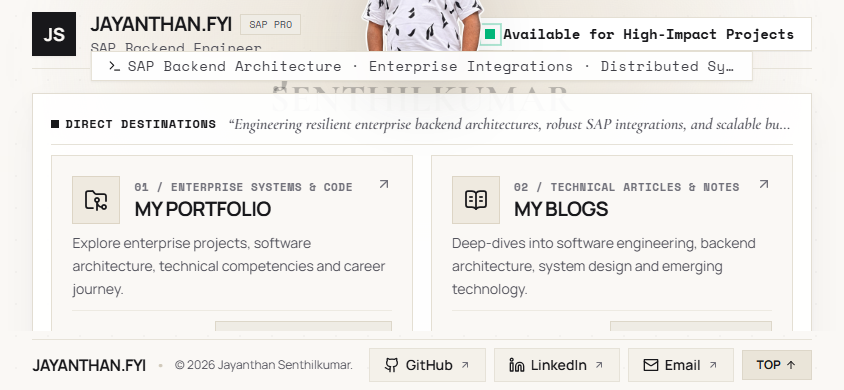 JS
JAYANTHAN.FYI
SAP PRO
SAP Backend Engineer
Available for High-Impact Projects
SAP Backend Architecture · Enterprise Integrations · Distributed Sy…
SENTHILKUMAR
DIRECT DESTINATIONS
“Engineering resilient enterprise backend architectures, robust SAP integrations, and scalable bu…
01 / ENTERPRISE SYSTEMS & CODE
MY PORTFOLIO
Explore enterprise projects, software
architecture, technical competencies and career
journey.
02 / TECHNICAL ARTICLES & NOTES
MY BLOGS
Deep-dives into software engineering, backend
architecture, system design and emerging
technology.
JAYANTHAN.FYI
© 2026 Jayanthan Senthilkumar.
GitHub
LinkedIn
Email
TOP ↑